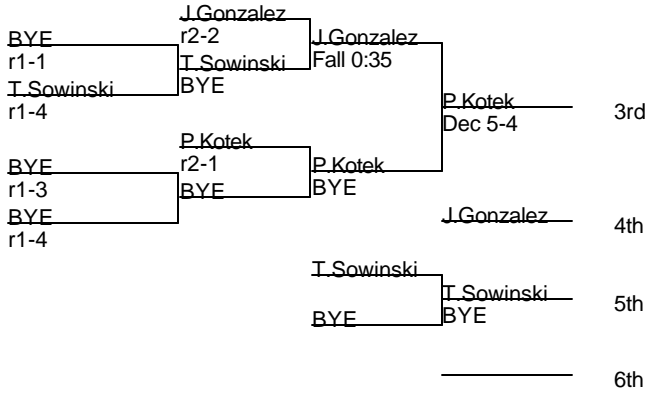 J.Gonzalez
r2-2
BYE
r1-1
J.Gonzalez
Fall 0:35
T.Sowinski
BYE
T.Sowinski
r1-4
P.Kotek
Dec 5-4
3rd
P.Kotek
r2-1
BYE
r1-3
P.Kotek
BYE
BYE
BYE
r1-4
J.Gonzalez
4th
T.Sowinski
T.Sowinski
BYE
5th
BYE
6th